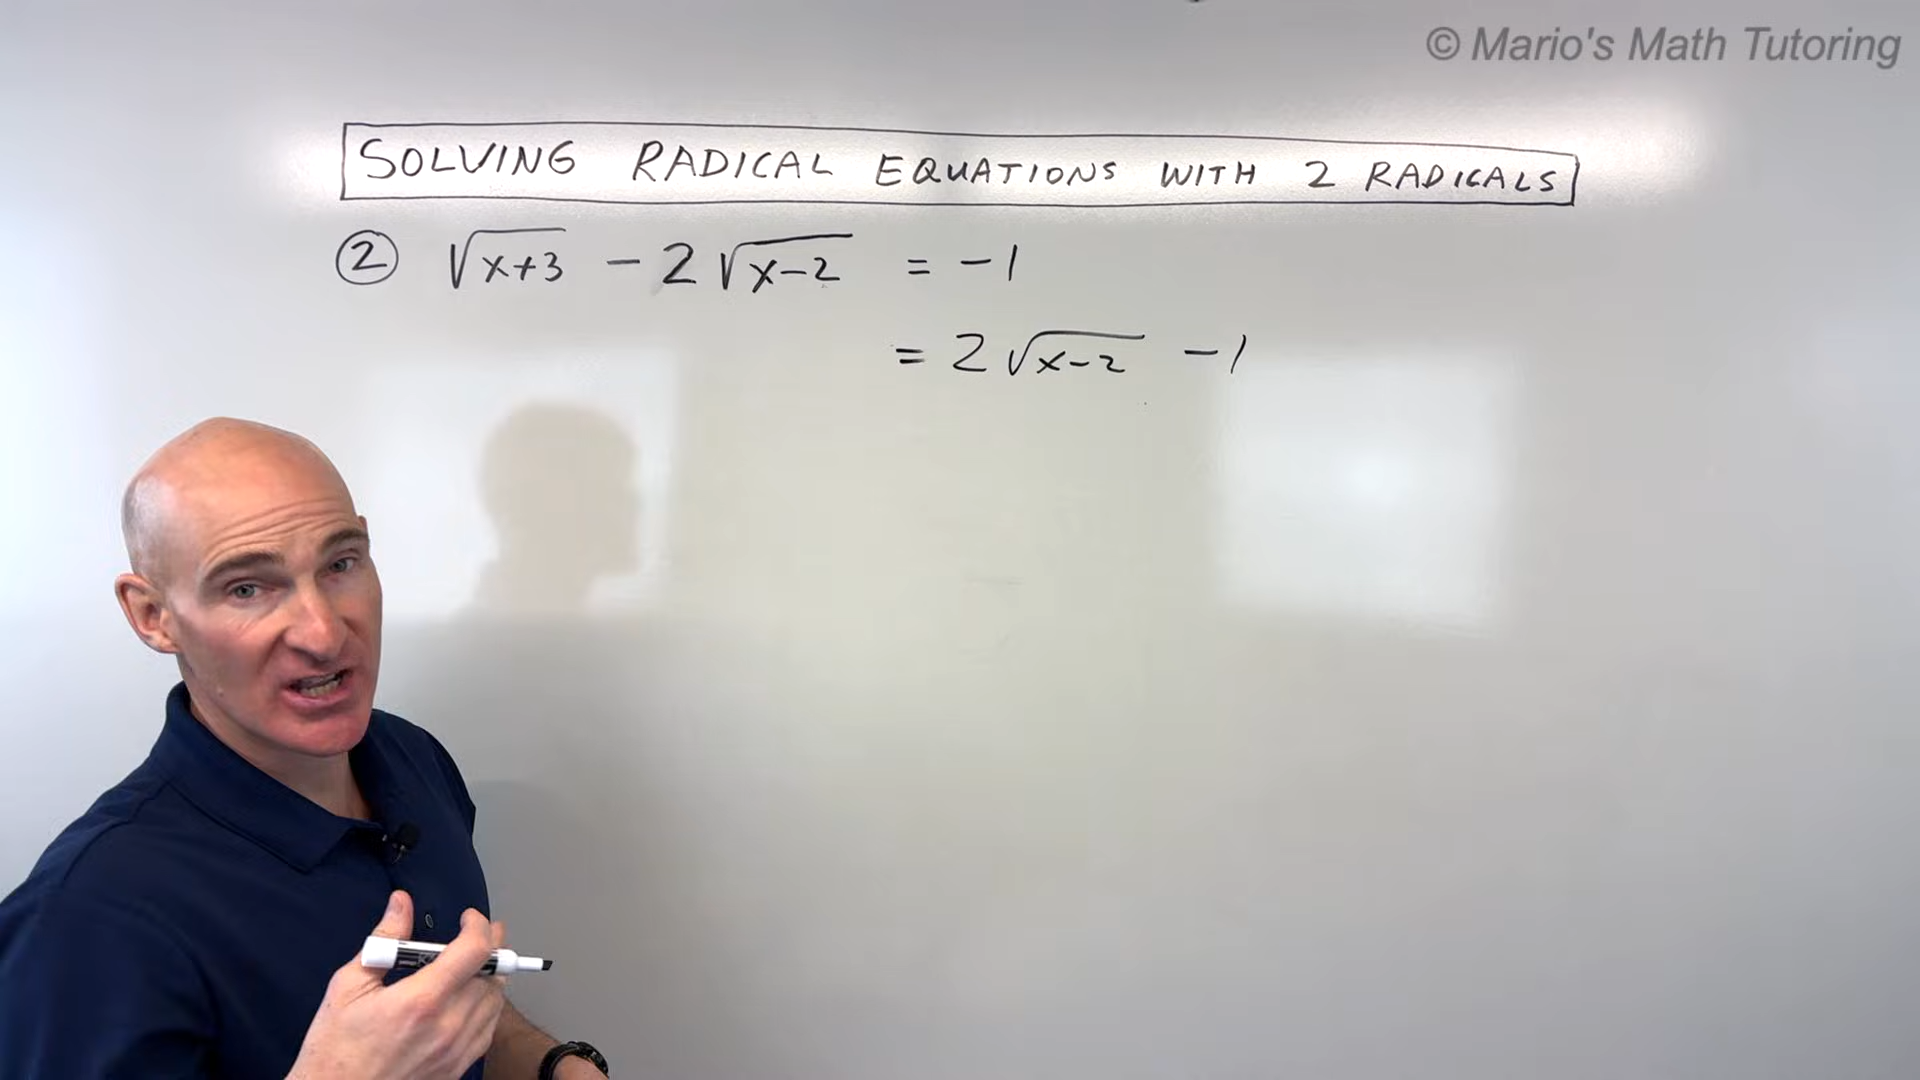 © Mario's Math Tutoring
SOLVING RADICAL EQUATIONS WITH 2 RADICALS
② √(x+3) - 2√(x-2) = -1
= 2√(x-2) - 1